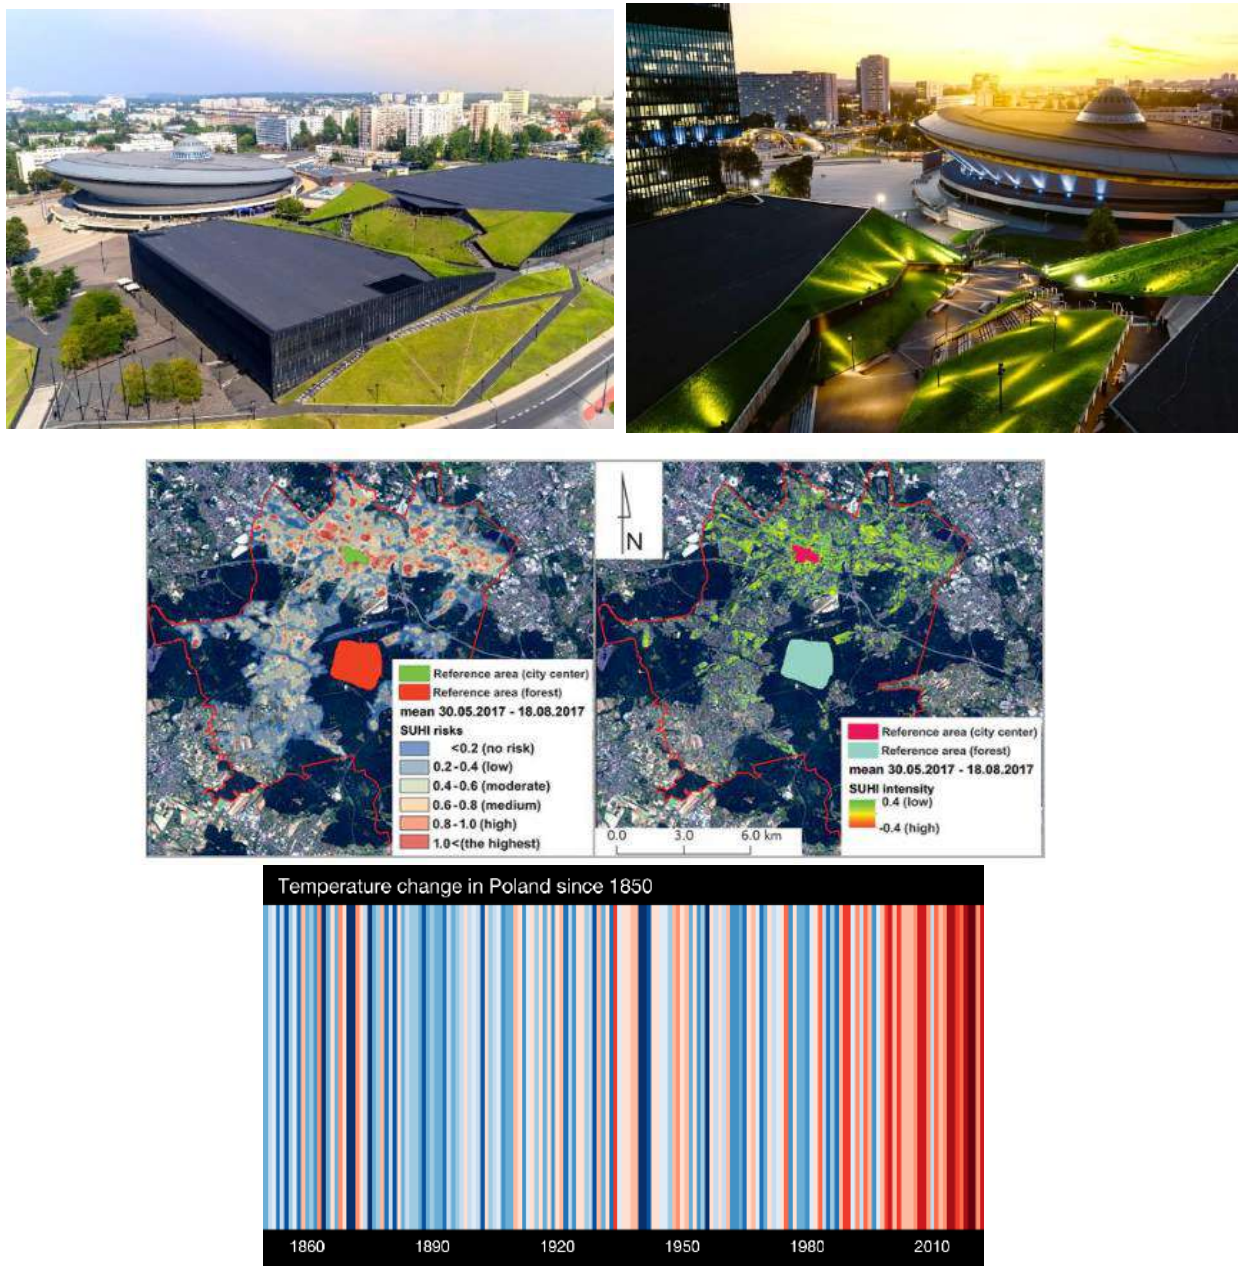 N
Reference area (city center)
Reference area (forest)
mean 30.05.2017 - 18.08.2017
SUHI risks
<0.2 (no risk)
0.2-0.4 (low)
0.4-0.6 (moderate)
0.6-0.8 (medium)
0.8-1.0 (high)
1.0<(the highest)
Reference area (city center)
Reference area (forest)
mean 30.05.2017 - 18.08.2017
SUHI intensity
0.4 (low)
-0.4 (high)
0.0 3.0 6.0 km
Temperature change in Poland since 1850
1860 1890 1920 1950 1980 2010